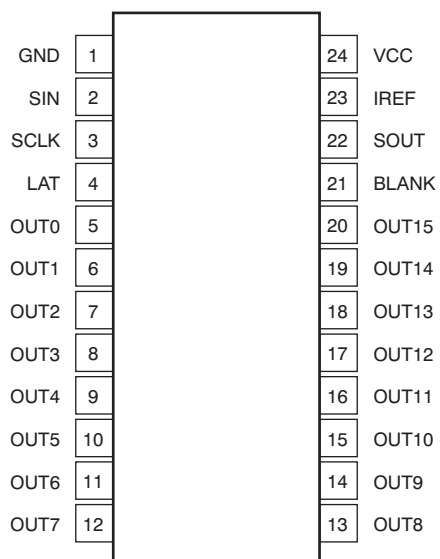 GND 1 24 VCC
SIN 2 23 IREF
SCLK 3 22 SOUT
LAT 4 21 BLANK
OUT0 5 20 OUT15
OUT1 6 19 OUT14
OUT2 7 18 OUT13
OUT3 8 17 OUT12
OUT4 9 16 OUT11
OUT5 10 15 OUT10
OUT6 11 14 OUT9
OUT7 12 13 OUT8